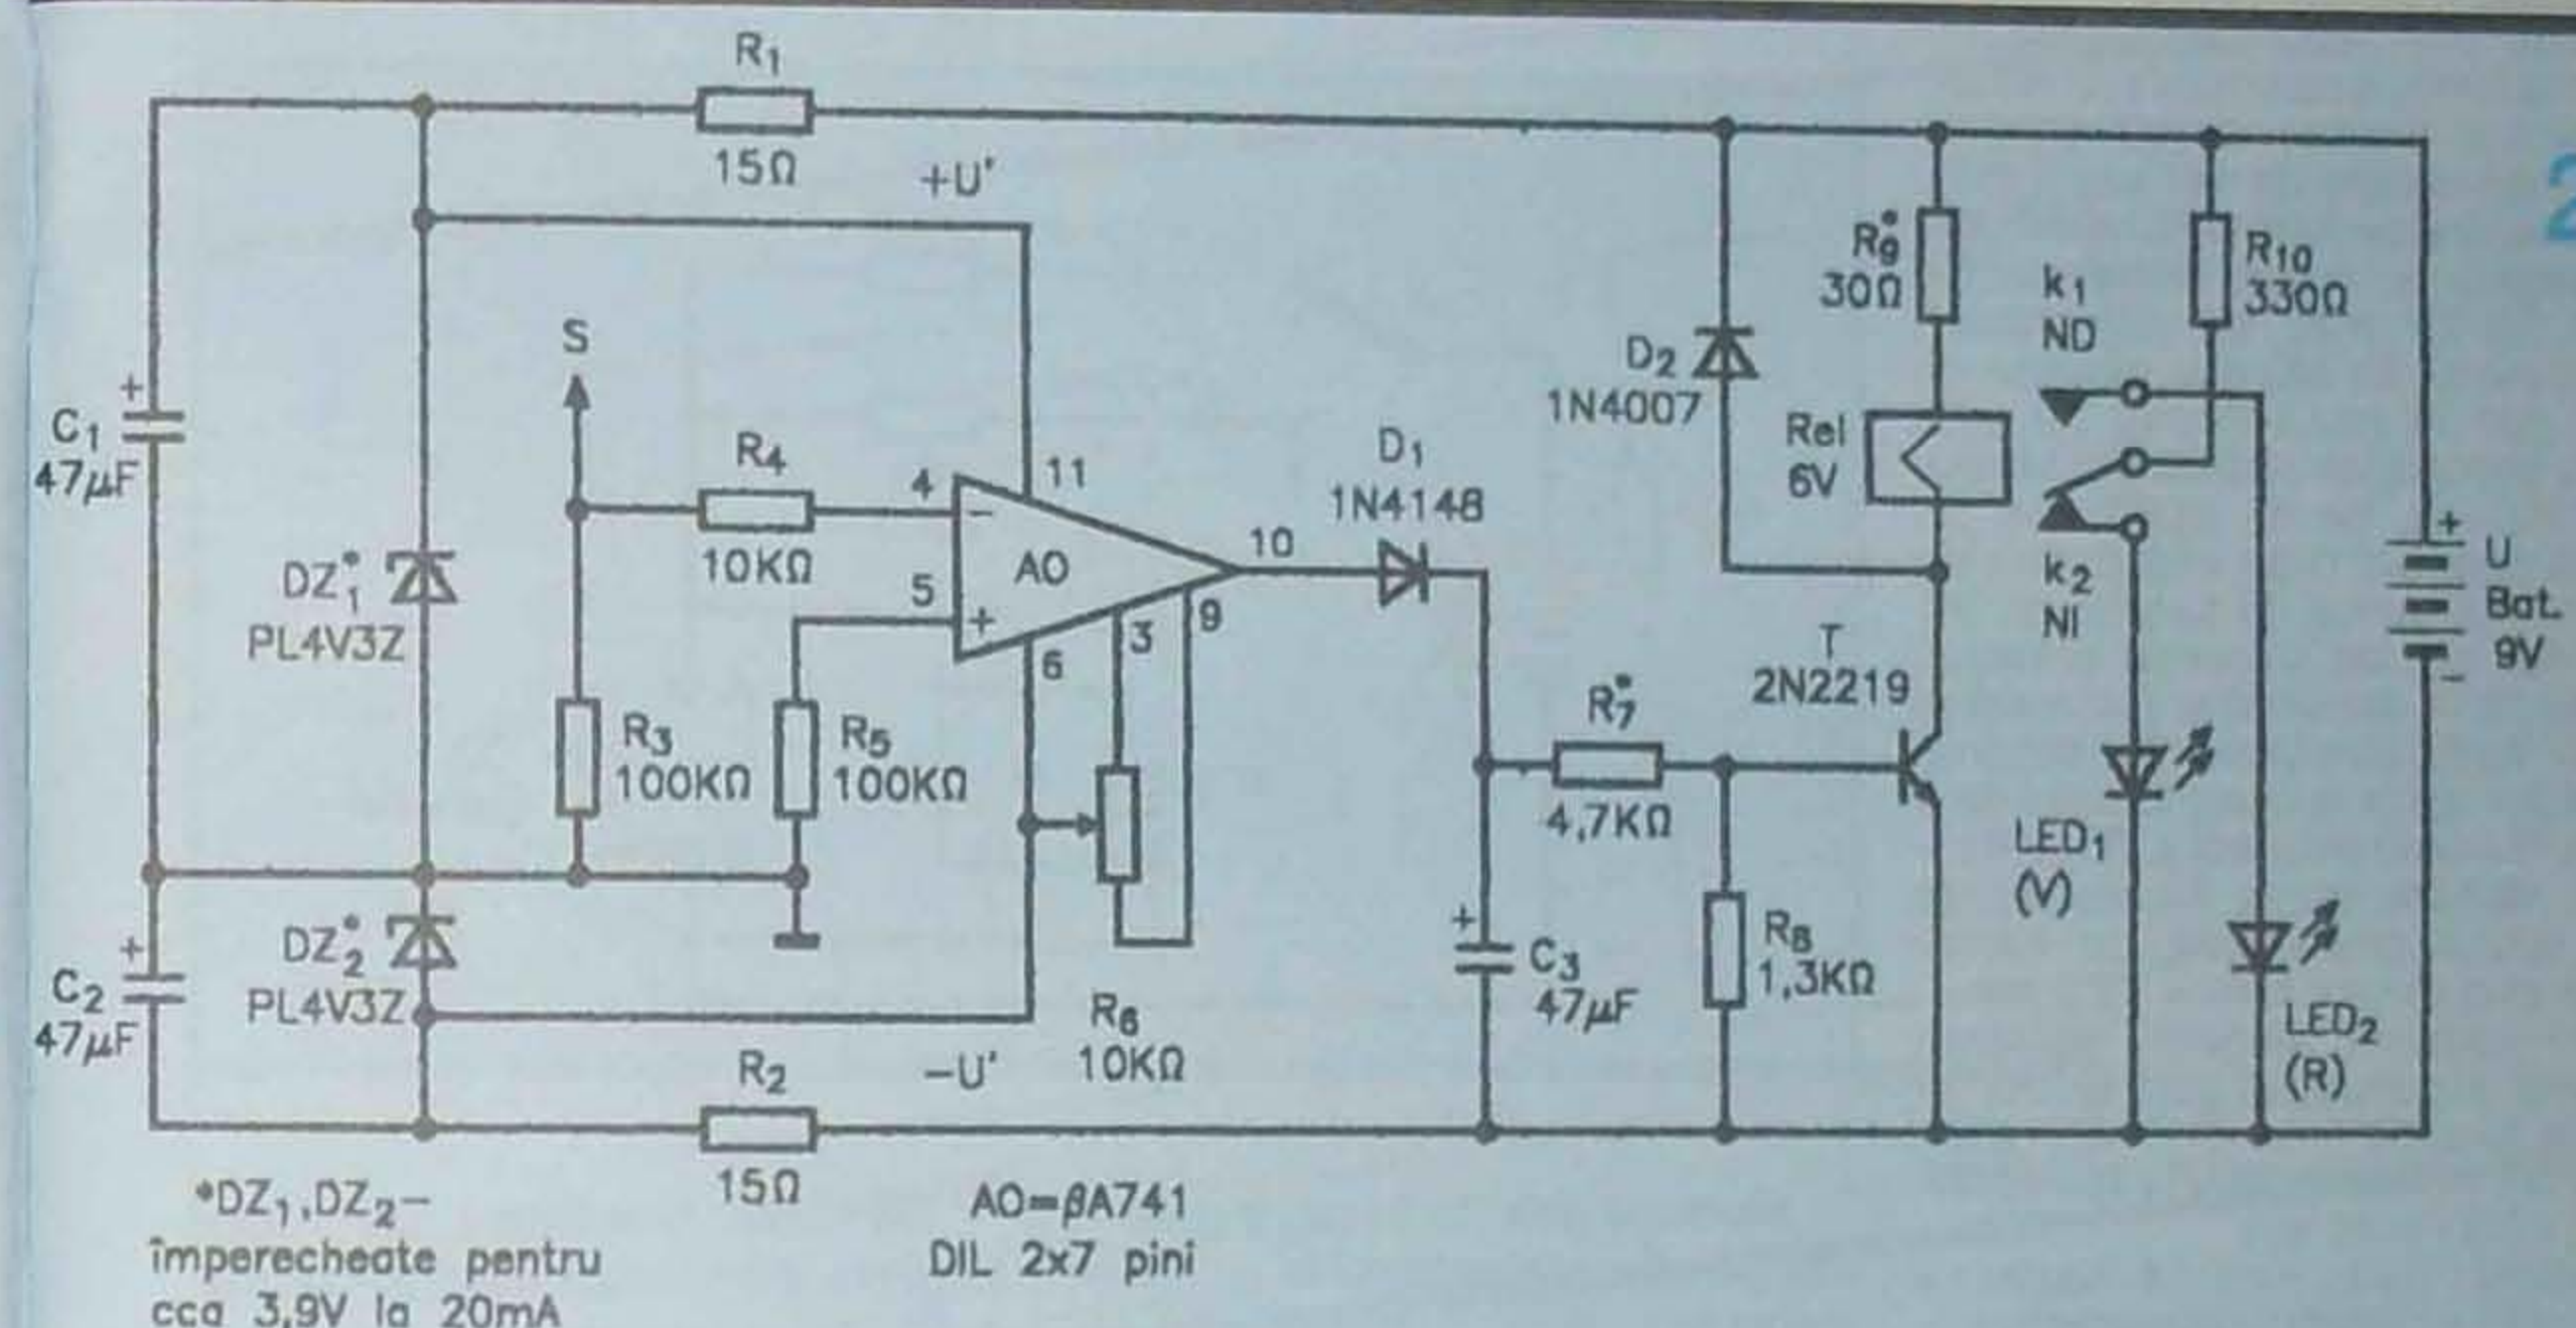 R1
15Ω
+U'
S
C1
+
47μF
R4
10KΩ
4
11
−
5
+
AO
10
6
3
9
DZ1*
PL4V3Z
R3
100KΩ
R5
100KΩ
D1
1N4148
D2
1N4007
R9*
30Ω
Rel
6V
k1
ND
k2
NI
R10
330Ω
+
U
Bat.
9V
−
T
2N2219
R7*
4,7KΩ
LED1
(V)
+
C2
47μF
DZ2*
PL4V3Z
+
C3
47μF
R8
1,3KΩ
LED2
(R)
R6
10KΩ
R2
15Ω
−U'
*DZ1,DZ2−
împerecheate pentru
cca 3,9V la 20mA
AO=βA741
DIL 2x7 pini